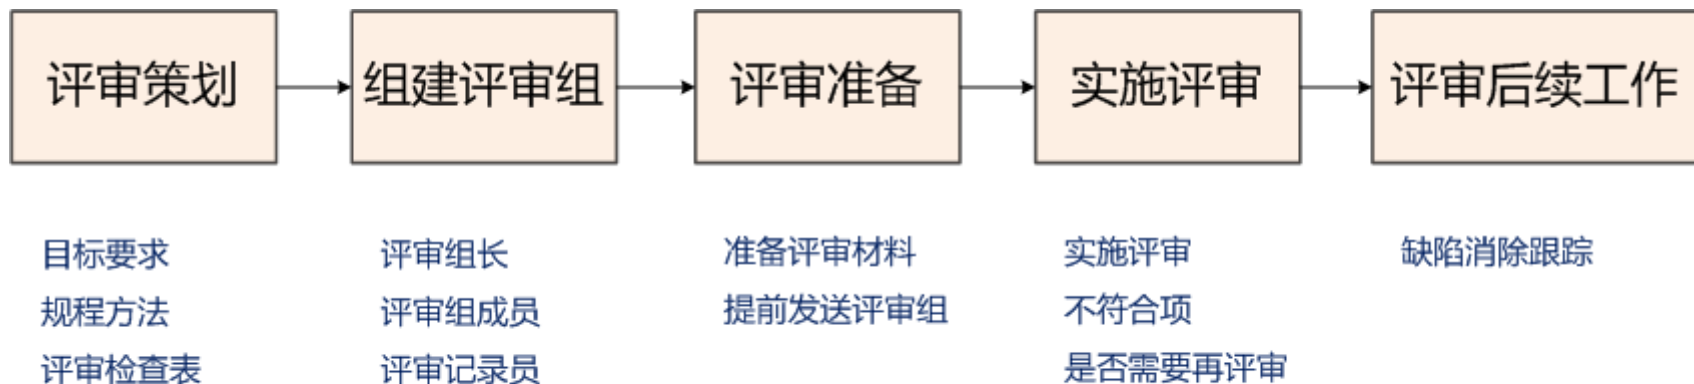 评审策划
组建评审组
评审准备
实施评审
评审后续工作
目标要求
规程方法
评审检查表
评审组长
评审组成员
评审记录员
准备评审材料
提前发送评审组
实施评审
不符合项
是否需要再评审
缺陷消除跟踪